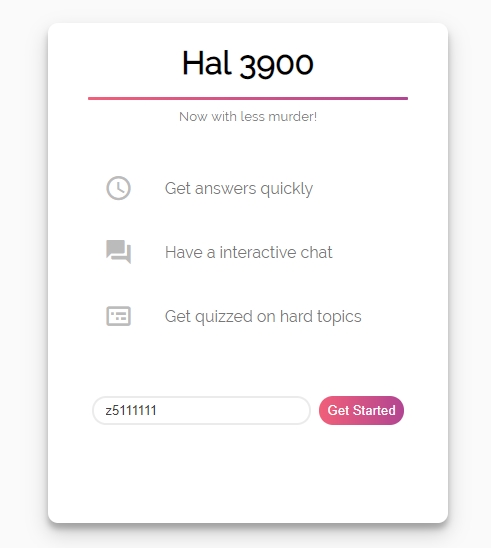 Hal 3900
Now with less murder!
Get answers quickly
Have a interactive chat
Get quizzed on hard topics
z5111111 Get Started